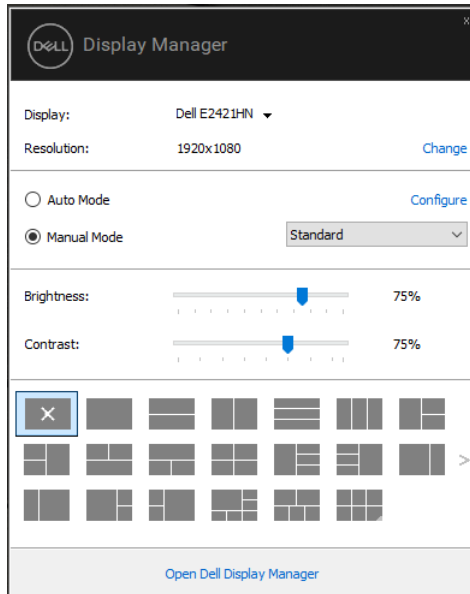 x
DELL Display Manager
Display: Dell E2421HN
Resolution: 1920x1080 Change
Auto Mode Configure
Manual Mode Standard
Brightness: 75%
Contrast: 75%
Open Dell Display Manager